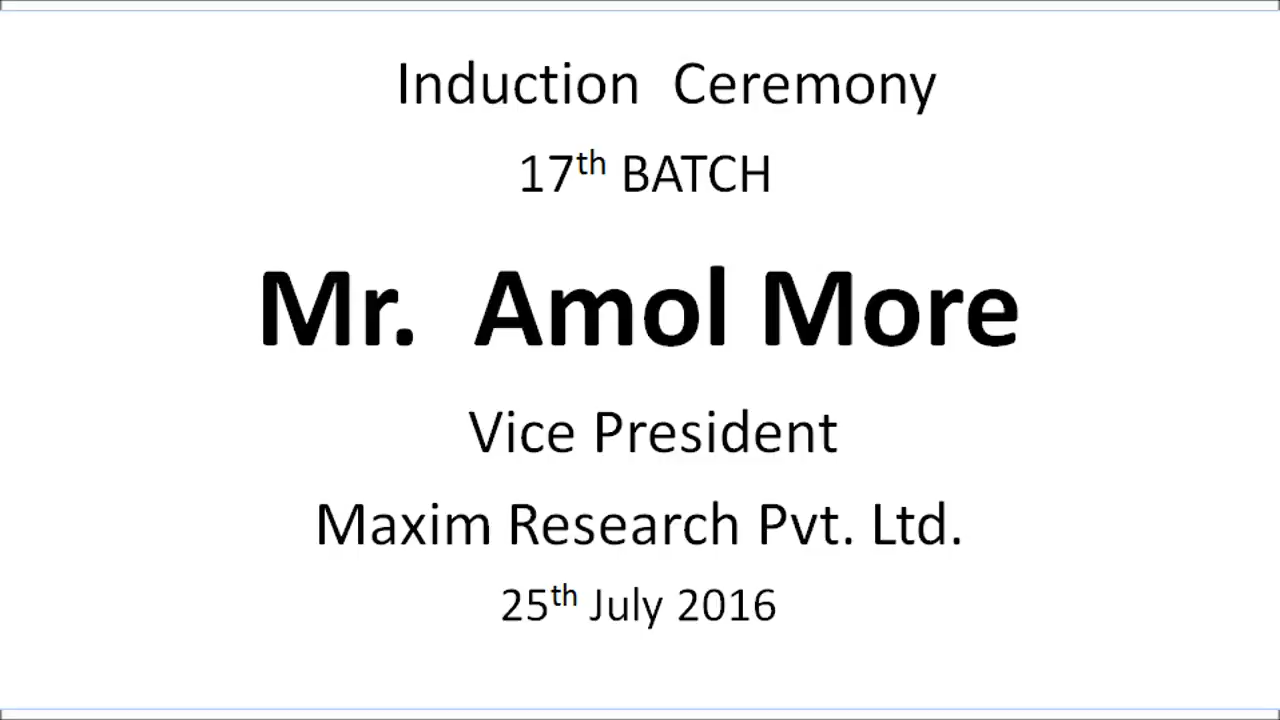 Induction  Ceremony
17th BATCH
Mr.  Amol More
Vice President
Maxim Research Pvt. Ltd.
25th July 2016